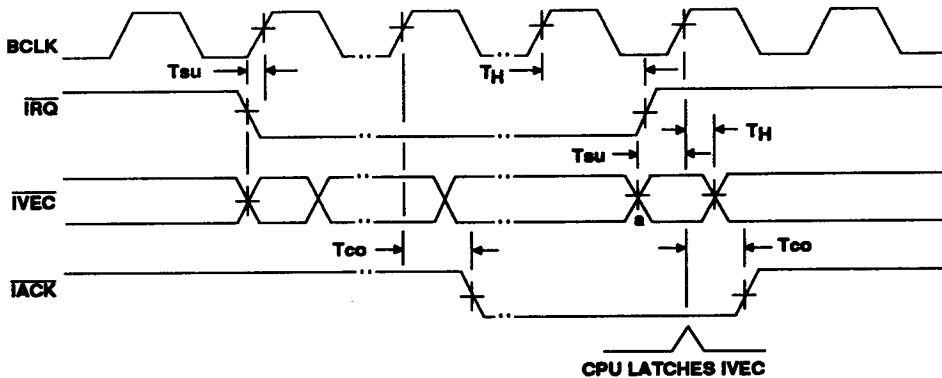 BCLK
Tsu
TH
IRQ
TH
Tsu
IVEC
a
Tco
Tco
IACK
CPU LATCHES IVEC